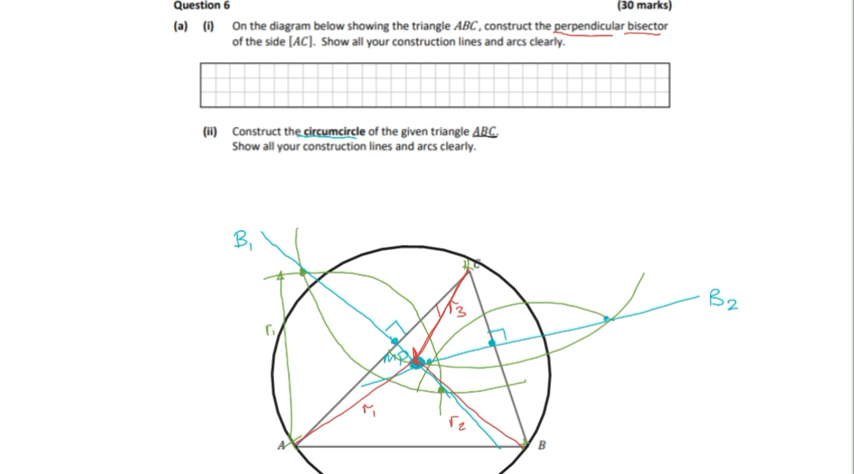 Question 6 (30 marks)
(a) (i) On the diagram below showing the triangle ABC, construct the perpendicular bisector
of the side [AC]. Show all your construction lines and arcs clearly.
(ii) Construct the circumcircle of the given triangle ABC.
Show all your construction lines and arcs clearly.
B1
C
B2
r3
r1
MP
r1
r2
A
B